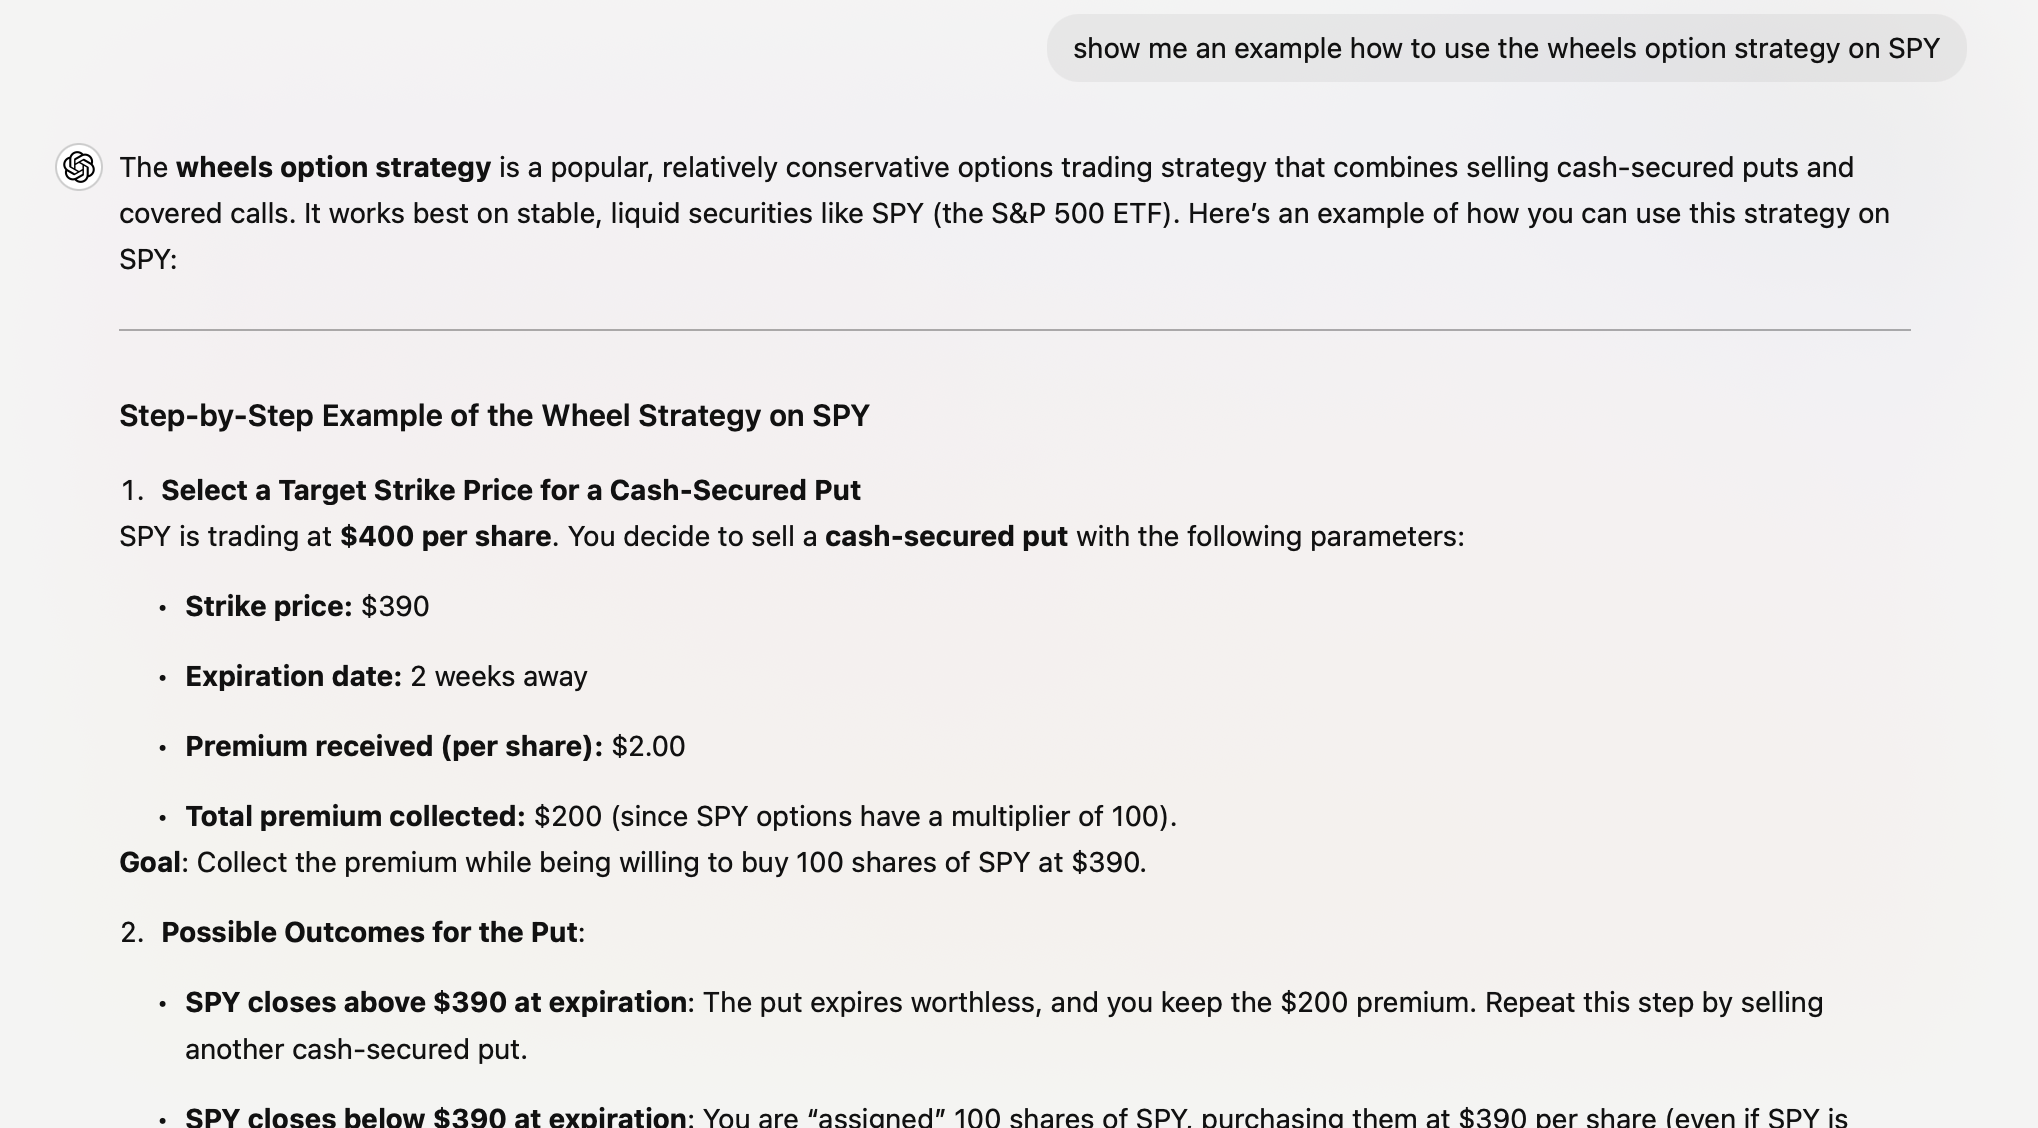 show me an example how to use the wheels option strategy on SPY
The wheels option strategy is a popular, relatively conservative options trading strategy that combines selling cash-secured puts and
covered calls. It works best on stable, liquid securities like SPY (the S&P 500 ETF). Here’s an example of how you can use this strategy on
SPY:
Step-by-Step Example of the Wheel Strategy on SPY
1. Select a Target Strike Price for a Cash-Secured Put
SPY is trading at $400 per share. You decide to sell a cash-secured put with the following parameters:
• Strike price: $390
• Expiration date: 2 weeks away
• Premium received (per share): $2.00
• Total premium collected: $200 (since SPY options have a multiplier of 100).
Goal: Collect the premium while being willing to buy 100 shares of SPY at $390.
2. Possible Outcomes for the Put:
• SPY closes above $390 at expiration: The put expires worthless, and you keep the $200 premium. Repeat this step by selling
another cash-secured put.
• SPY closes below $390 at expiration: You are “assigned” 100 shares of SPY, purchasing them at $390 per share (even if SPY is